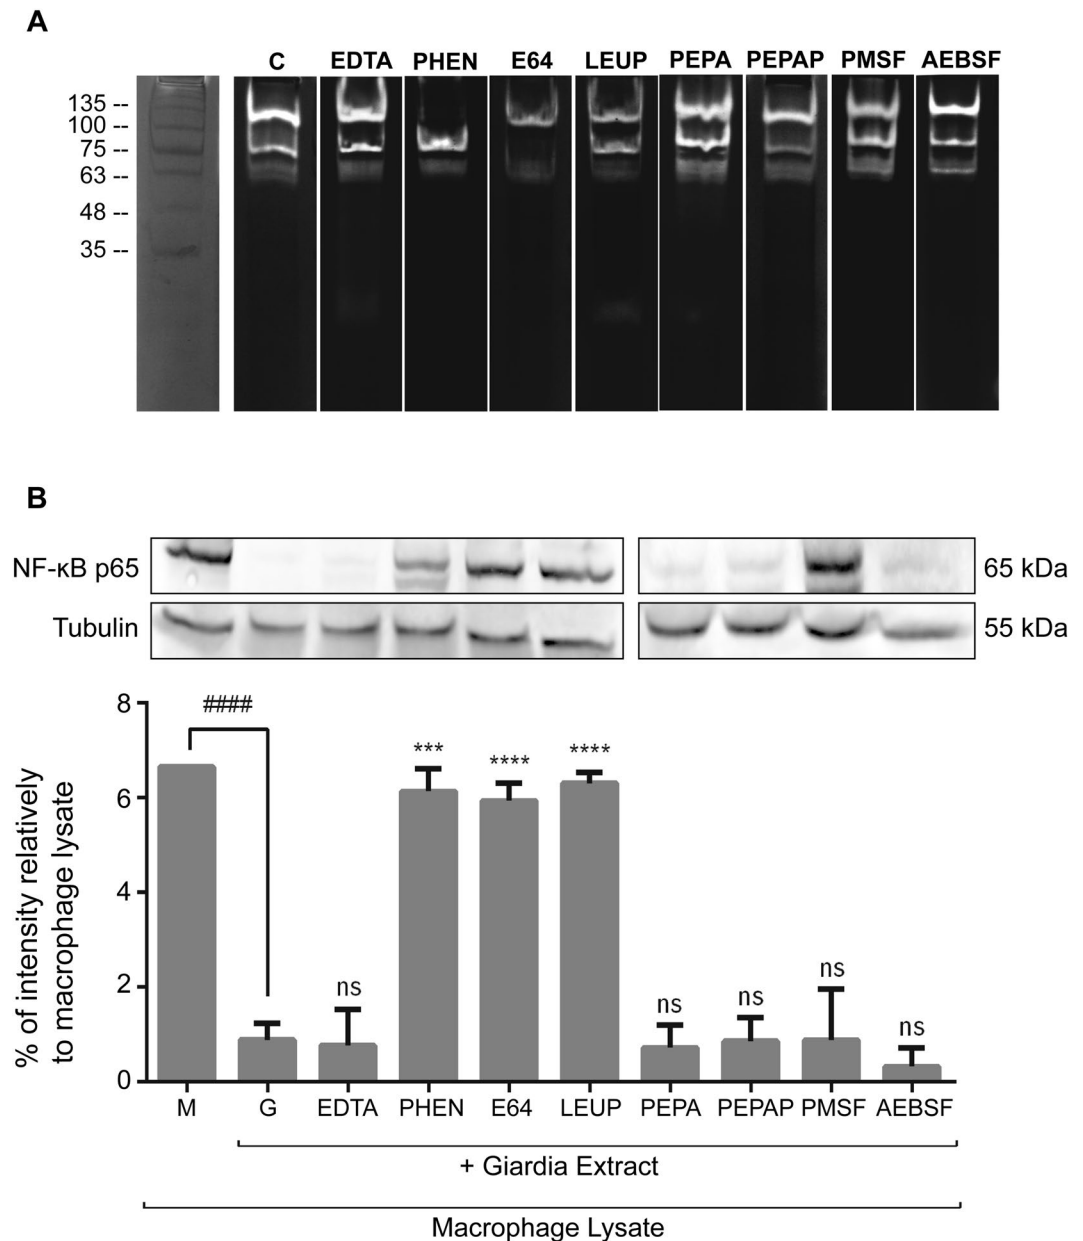 A
C EDTA PHEN E64 LEUP PEPA PEPAP PMSF AEBSF
135 --
100 --
75 --
63 --
48 --
35 --
B
NF-κB p65 65 kDa
Tubulin 55 kDa
% of intensity relatively
to macrophage lysate
8
6
4
2
0
####
ns
***
****
****
ns
ns
ns
ns
M G EDTA PHEN E64 LEUP PEPA PEPAP PMSF AEBSF
+ Giardia Extract
Macrophage Lysate